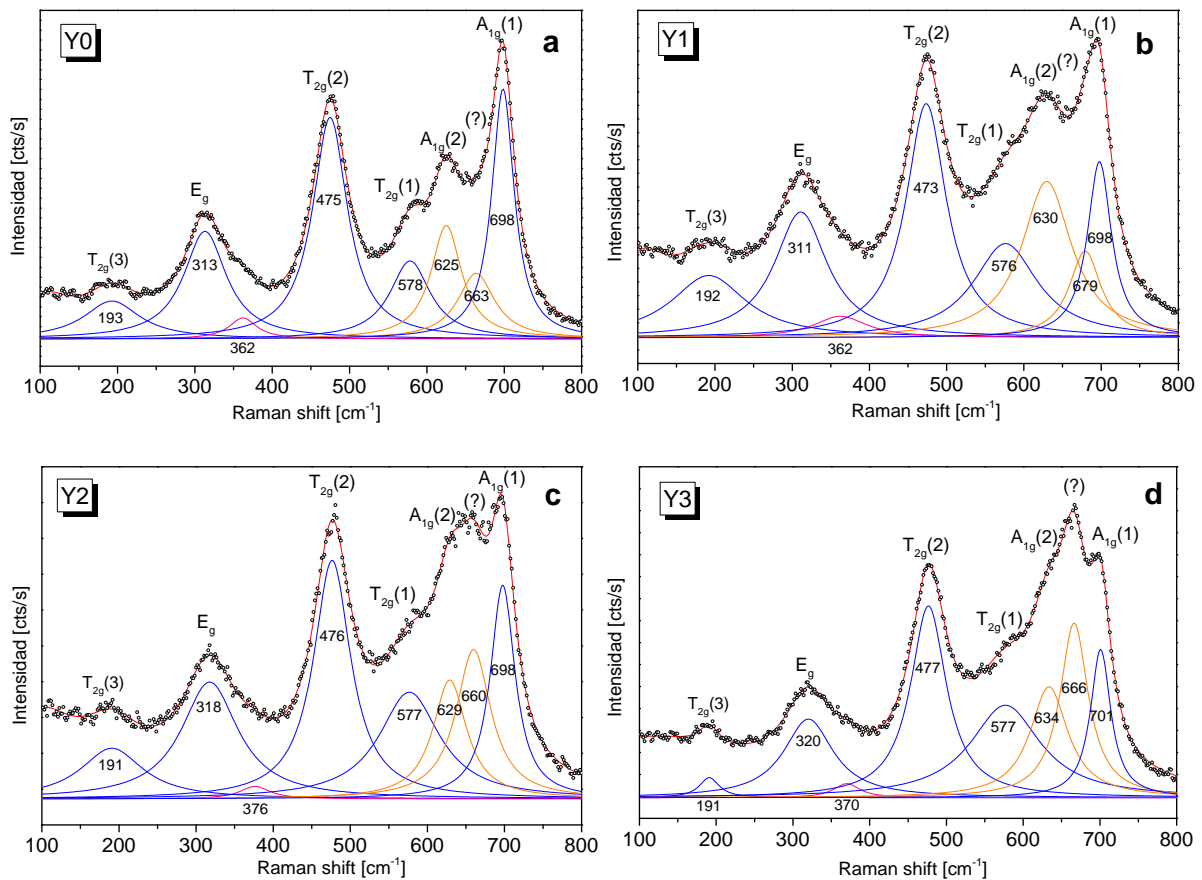 Y0
a
A1g(1)
T2g(2)
(?)
A1g(2)
T2g(1)
Eg
T2g(3)
475
698
313
625
578
663
193
362
Intensidad [cts/s]
100 200 300 400 500 600 700 800
Raman shift [cm-1]
Y1
b
A1g(1)
T2g(2)
A1g(2) (?)
T2g(1)
Eg
T2g(3)
473
630
698
311
576
679
192
362
Intensidad [cts/s]
100 200 300 400 500 600 700 800
Raman shift [cm-1]
Y2
c
A1g(1)
T2g(2)
(?)
A1g(2)
T2g(1)
Eg
T2g(3)
476
698
660
318
577
629
191
376
Intensidad [cts/s]
100 200 300 400 500 600 700 800
Raman shift [cm-1]
Y3
d
(?)
A1g(2)
A1g(1)
T2g(2)
T2g(1)
Eg
T2g(3)
477
666
634
701
577
320
191
370
Intensidad [cts/s]
100 200 300 400 500 600 700 800
Raman shift [cm-1]